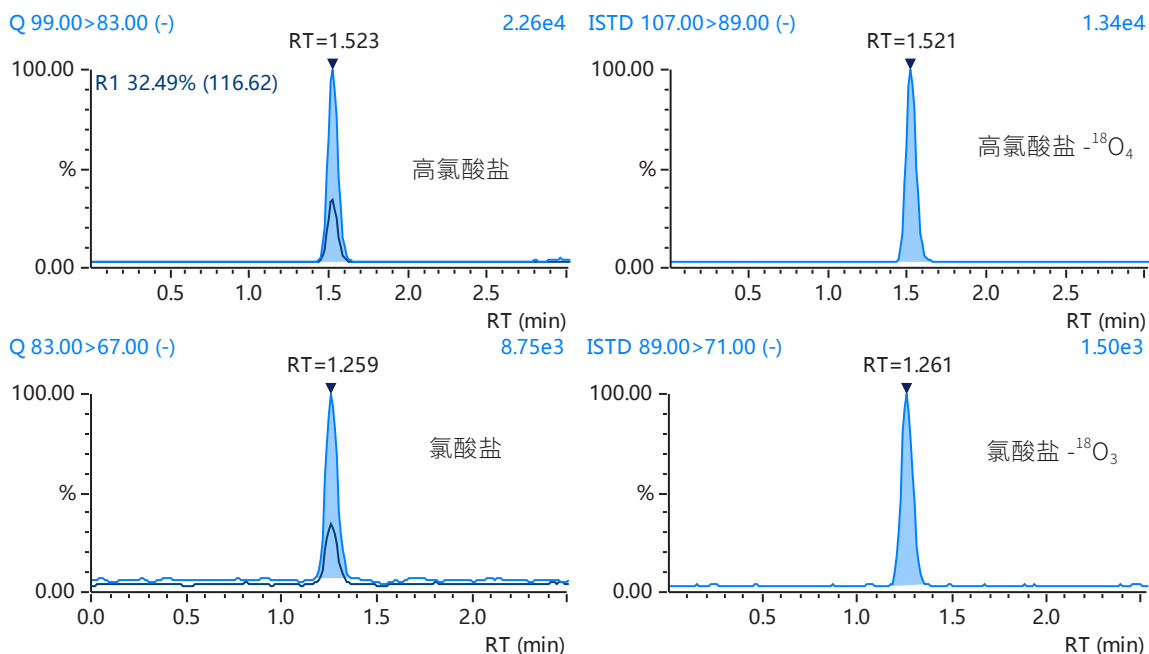 Q 99.00>83.00 (-) 2.26e4
RT=1.523
100.00
R1 32.49% (116.62)
%
高氯酸盐
0.00
0.5 1.0 1.5 2.0 2.5
RT (min)
ISTD 107.00>89.00 (-) 1.34e4
RT=1.521
100.00
%
高氯酸盐 -¹⁸O₄
0.00
0.5 1.0 1.5 2.0 2.5
RT (min)
Q 83.00>67.00 (-) 8.75e3
RT=1.259
100.00
%
氯酸盐
0.00
0.0 0.5 1.0 1.5 2.0
RT (min)
ISTD 89.00>71.00 (-) 1.50e3
RT=1.261
100.00
%
氯酸盐 -¹⁸O₃
0.00
0.5 1.0 1.5 2.0
RT (min)